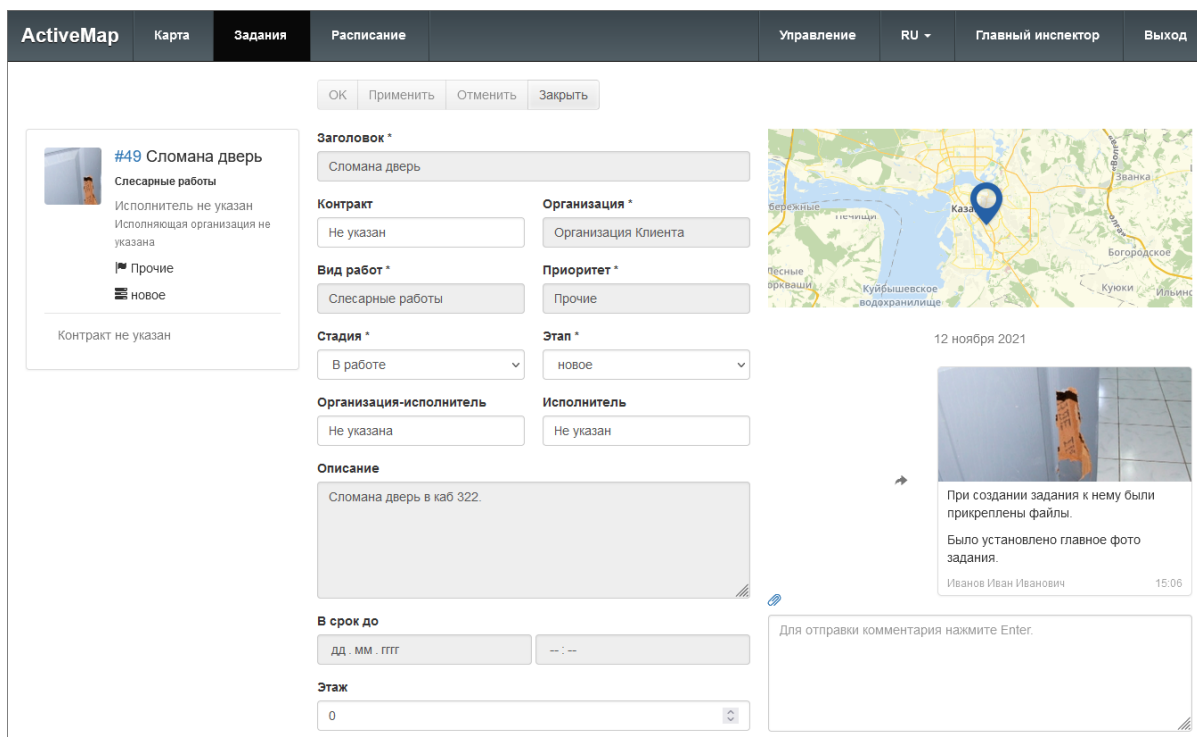 ActiveMap Карта Задания Расписание Управление RU Главный инспектор Выход
OK Применить Отменить Закрыть
#49 Сломана дверь
Слесарные работы
Исполнитель не указан
Исполняющая организация не
указана
Прочие
новое
Контракт не указан
Заголовок *
Сломана дверь
Контракт Организация *
Не указан Организация Клиента
Вид работ * Приоритет *
Слесарные работы Прочие
Стадия * Этап *
В работе новое
Организация-исполнитель Исполнитель
Не указана Не указан
Описание
Сломана дверь в каб 322.
В срок до
дд . мм . гггг -- : --
Этаж
0
Званка
Печищи
Богородское
Куюки
Куйбышевское
водохранилище
12 ноября 2021
При создании задания к нему были
прикреплены файлы.
Было установлено главное фото
задания.
Иванов Иван Иванович 15:06
Для отправки комментария нажмите Enter.